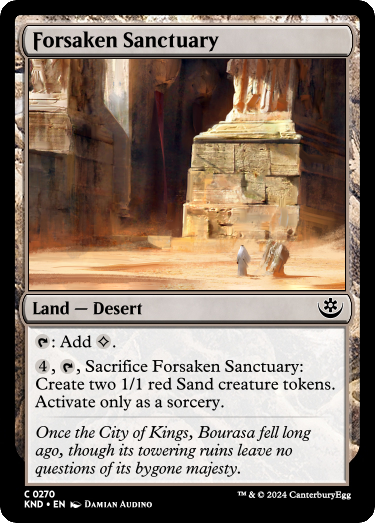 Forsaken Sanctuary
Land — Desert
: Add .
4, , Sacrifice Forsaken Sanctuary:
Create two 1/1 red Sand creature tokens.
Activate only as a sorcery.
Once the City of Kings, Bourasa fell long
ago, though its towering ruins leave no
questions of its bygone majesty.
C 0270
KND • EN Damian Audino
™ & © 2024 CanterburyEgg